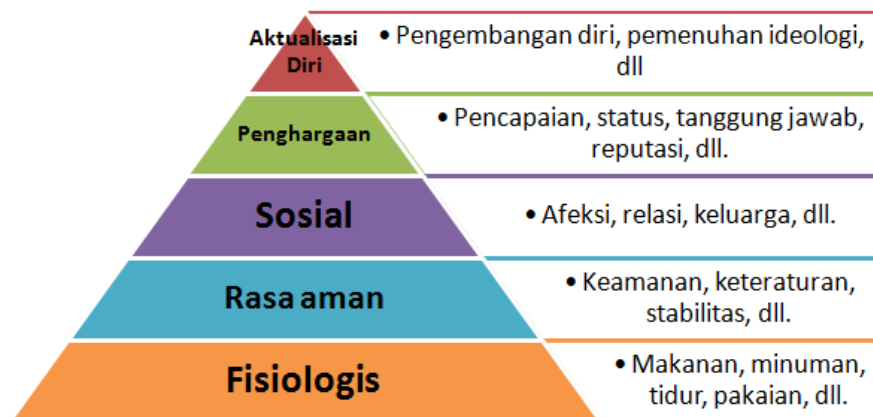 Aktualisasi
Diri
• Pengembangan diri, pemenuhan ideologi,
dll
Penghargaan
• Pencapaian, status, tanggung jawab,
reputasi, dll.
Sosial
• Afeksi, relasi, keluarga, dll.
Rasa aman
• Keamanan, keteraturan,
stabilitas, dll.
Fisiologis
• Makanan, minuman,
tidur, pakaian, dll.